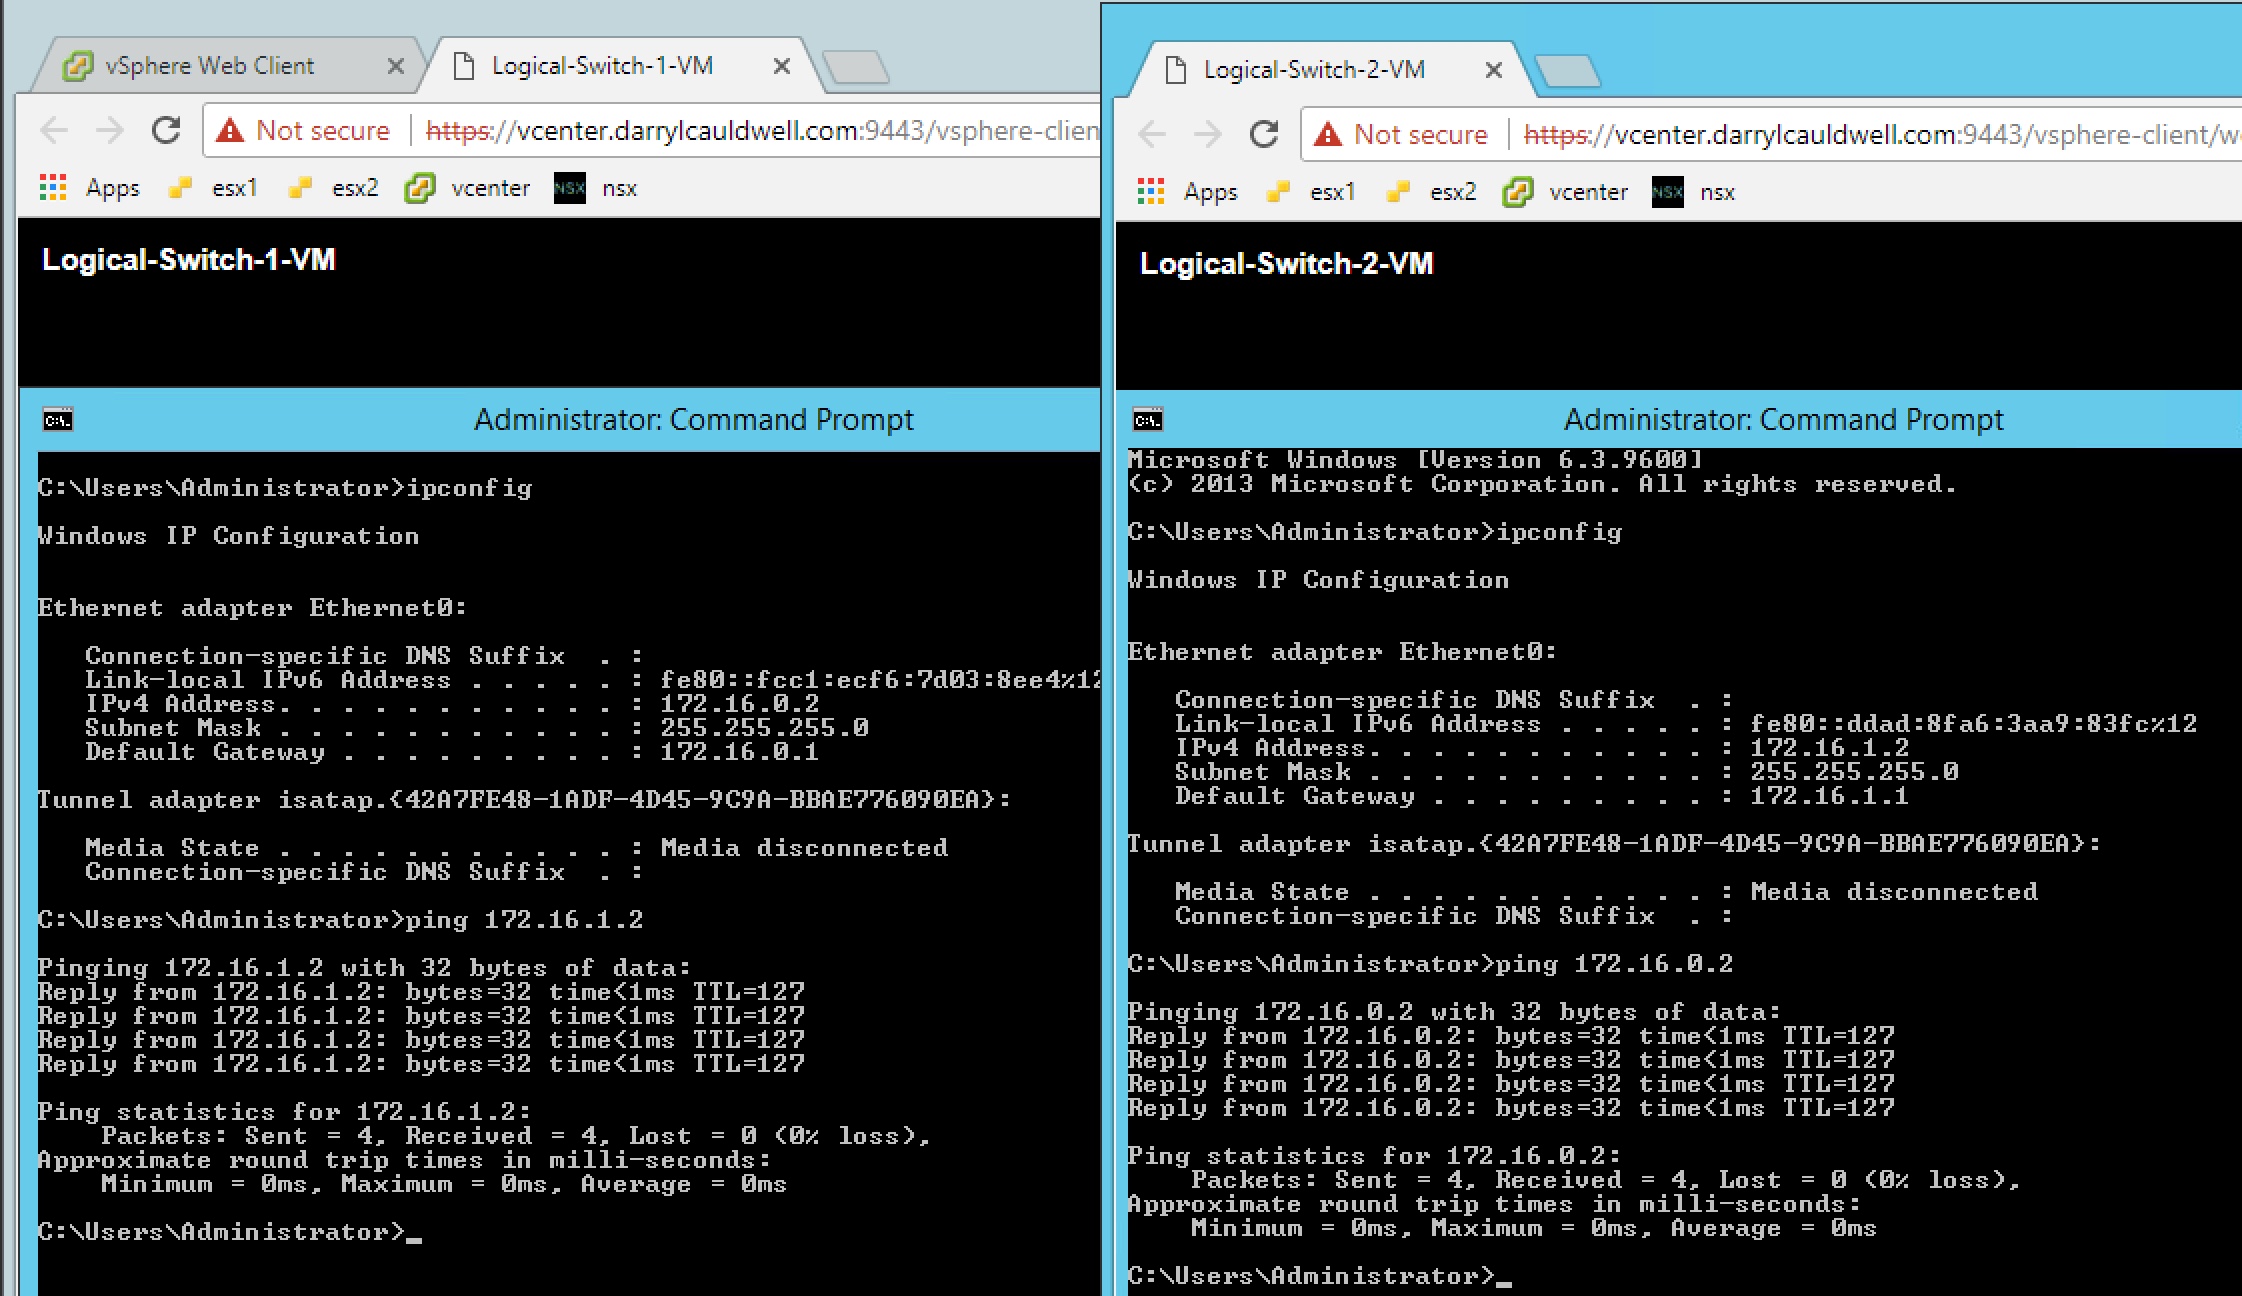 vSphere Web Client
Logical-Switch-1-VM
Not secure
https://vcenter.darrylcauldwell.com:9443/vsphere-clien
Apps esx1 esx2 vcenter NSX nsx
Logical-Switch-1-VM
Administrator: Command Prompt
C:\Users\Administrator>ipconfig
Windows IP Configuration
Ethernet adapter Ethernet0:
Connection-specific DNS Suffix  . :
Link-local IPv6 Address . . . . . : fe80::fcc1:ecf6:7d03:8ee4%12
IPv4 Address. . . . . . . . . . . : 172.16.0.2
Subnet Mask . . . . . . . . . . . : 255.255.255.0
Default Gateway . . . . . . . . . : 172.16.0.1
Tunnel adapter isatap.{42A7FE48-1ADF-4D45-9C9A-BBAE776090EA}:
Media State . . . . . . . . . . . : Media disconnected
Connection-specific DNS Suffix  . :
C:\Users\Administrator>ping 172.16.1.2
Pinging 172.16.1.2 with 32 bytes of data:
Reply from 172.16.1.2: bytes=32 time<1ms TTL=127
Reply from 172.16.1.2: bytes=32 time<1ms TTL=127
Reply from 172.16.1.2: bytes=32 time<1ms TTL=127
Reply from 172.16.1.2: bytes=32 time<1ms TTL=127
Ping statistics for 172.16.1.2:
Packets: Sent = 4, Received = 4, Lost = 0 (0% loss),
Approximate round trip times in milli-seconds:
Minimum = 0ms, Maximum = 0ms, Average = 0ms
C:\Users\Administrator>_
Logical-Switch-2-VM
Not secure
https://vcenter.darrylcauldwell.com:9443/vsphere-client/w
Apps esx1 esx2 vcenter NSX nsx
Logical-Switch-2-VM
Administrator: Command Prompt
Microsoft Windows [Version 6.3.9600]
(c) 2013 Microsoft Corporation. All rights reserved.
C:\Users\Administrator>ipconfig
Windows IP Configuration
Ethernet adapter Ethernet0:
Connection-specific DNS Suffix  . :
Link-local IPv6 Address . . . . . : fe80::ddad:8fa6:3aa9:83fc%12
IPv4 Address. . . . . . . . . . . : 172.16.1.2
Subnet Mask . . . . . . . . . . . : 255.255.255.0
Default Gateway . . . . . . . . . : 172.16.1.1
Tunnel adapter isatap.{42A7FE48-1ADF-4D45-9C9A-BBAE776090EA}:
Media State . . . . . . . . . . . : Media disconnected
Connection-specific DNS Suffix  . :
C:\Users\Administrator>ping 172.16.0.2
Pinging 172.16.0.2 with 32 bytes of data:
Reply from 172.16.0.2: bytes=32 time<1ms TTL=127
Reply from 172.16.0.2: bytes=32 time<1ms TTL=127
Reply from 172.16.0.2: bytes=32 time<1ms TTL=127
Reply from 172.16.0.2: bytes=32 time<1ms TTL=127
Ping statistics for 172.16.0.2:
Packets: Sent = 4, Received = 4, Lost = 0 (0% loss),
Approximate round trip times in milli-seconds:
Minimum = 0ms, Maximum = 0ms, Average = 0ms
C:\Users\Administrator>_